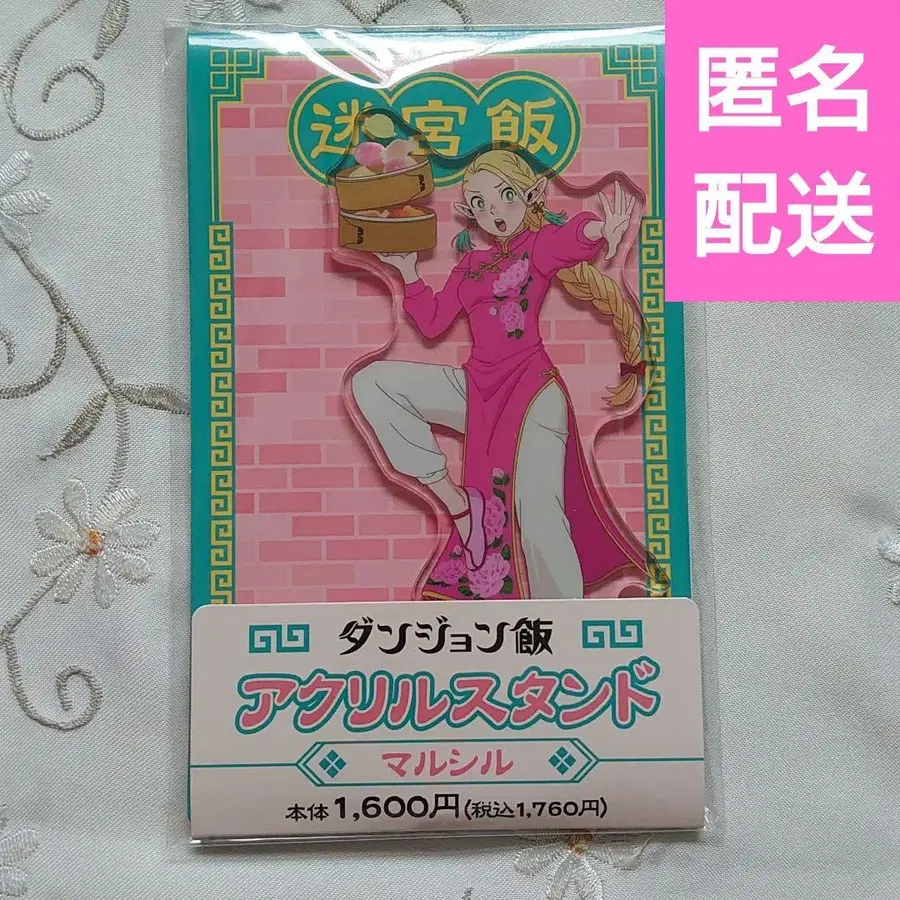 迷宮飯
匿名
配送
ダンジョン飯
アクリルスタンド
マルシル
本体1,600円(税込1,760円)